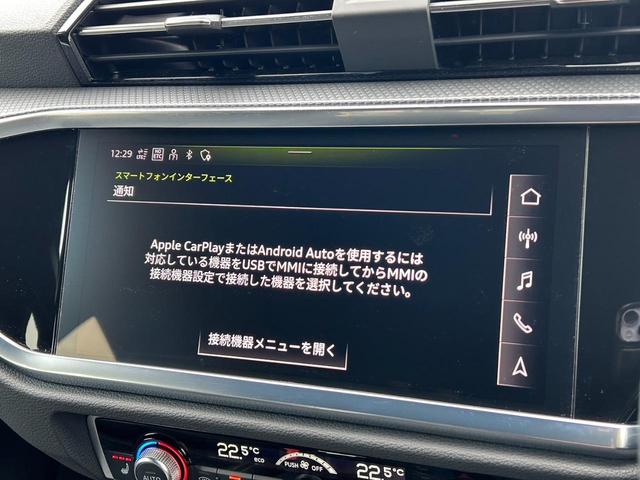 12:29 LTE NO ETC
スマートフォンインターフェース
通知
Apple CarPlayまたはAndroid Autoを使用するには
対応している機器をUSBでMMIに接続してからMMIの
接続機器設定で接続した機器を選択してください。
接続機器メニューを開く
22.5°C
eco
PUSH OFF
22.5°C
AUTO